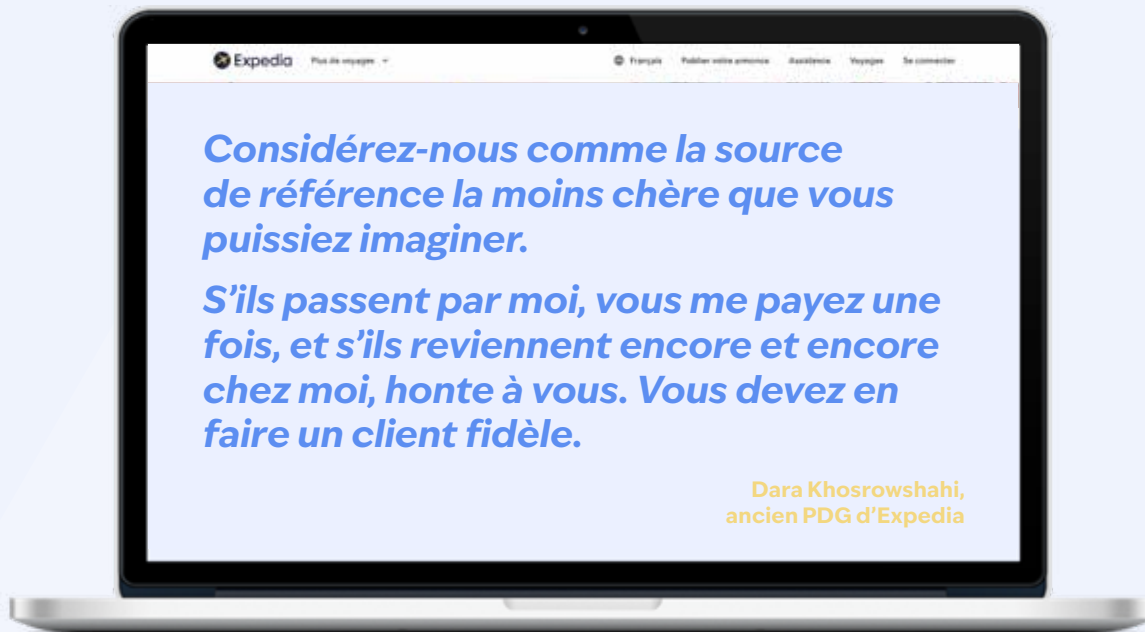 Expedia Plus de voyages Français Publier votre annonce Assistance Voyages Se connecter
Considérez-nous comme la source
de référence la moins chère que vous
puissiez imaginer.
S’ils passent par moi, vous me payez une
fois, et s’ils reviennent encore et encore
chez moi, honte à vous. Vous devez en
faire un client fidèle.
Dara Khosrowshahi,
ancien PDG d’Expedia